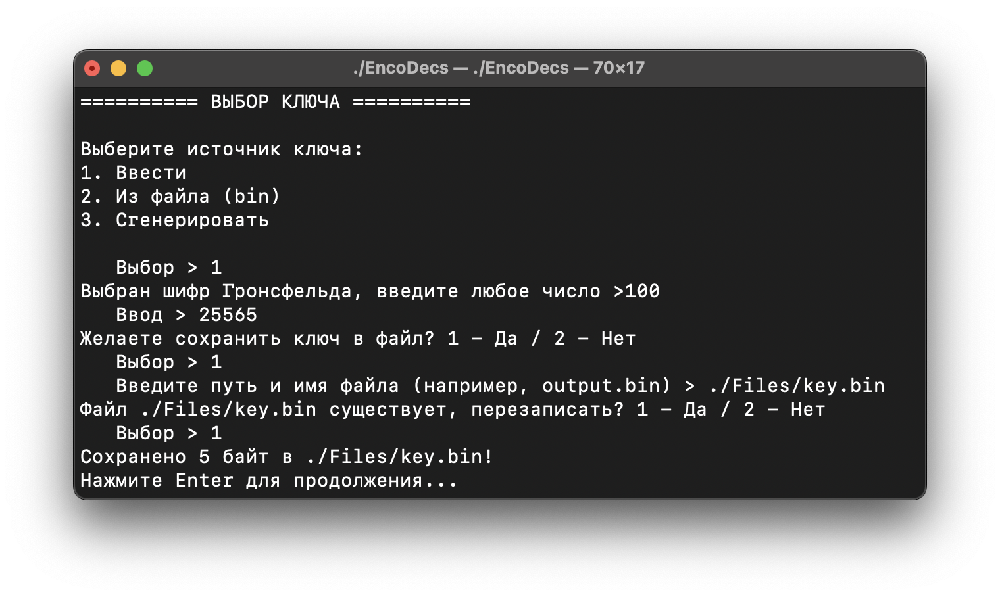 ./EncoDecs — ./EncoDecs — 70×17
========== ВЫБОР КЛЮЧА ==========
Выберите источник ключа:
1. Ввести
2. Из файла (bin)
3. Сгенерировать
Выбор > 1
Выбран шифр Гронсфельда, введите любое число >100
Ввод > 25565
Желаете сохранить ключ в файл? 1 – Да / 2 – Нет
Выбор > 1
Введите путь и имя файла (например, output.bin) > ./Files/key.bin
Файл ./Files/key.bin существует, перезаписать? 1 – Да / 2 – Нет
Выбор > 1
Сохранено 5 байт в ./Files/key.bin!
Нажмите Enter для продолжения...